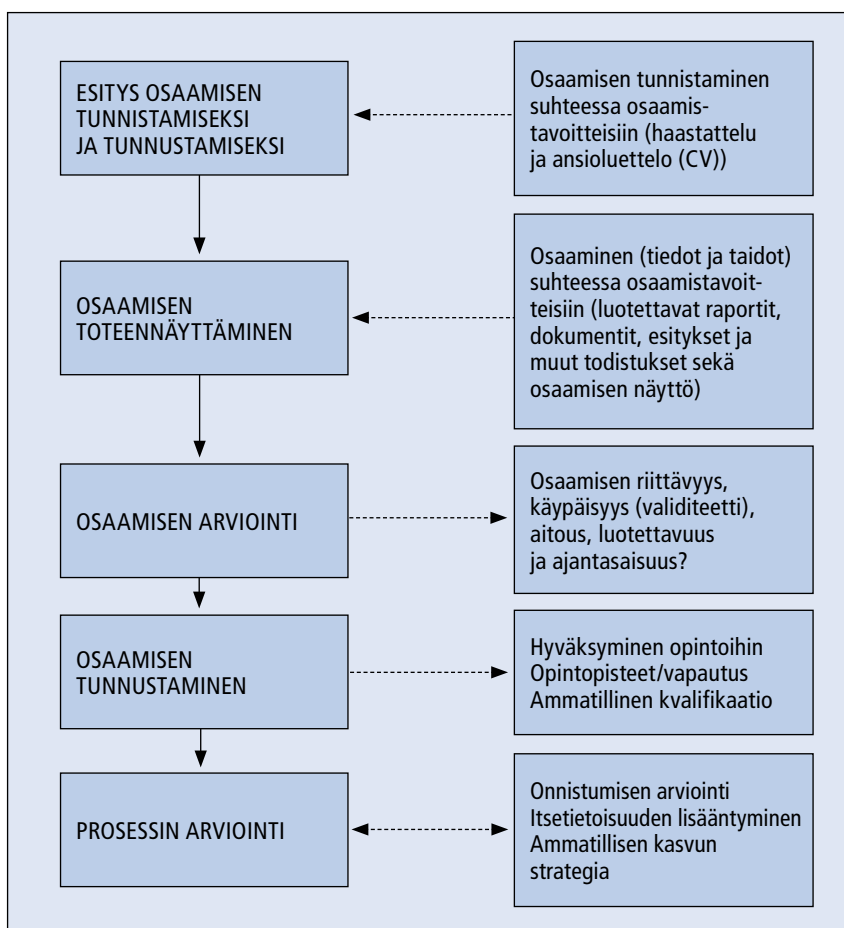 ESITYS OSAAMISEN
TUNNISTAMISEKSI
JA TUNNUSTAMISEKSI
Osaamisen tunnistaminen
suhteessa osaamis-
tavoitteisiin (haastattelu
ja ansioluettelo (CV))
OSAAMISEN
TOTEENNÄYTTÄMINEN
Osaaminen (tiedot ja taidot)
suhteessa osaamistavoit-
teisiin (luotettavat raportit,
dokumentit, esitykset ja
muut todistukset sekä
osaamisen näyttö)
OSAAMISEN ARVIOINTI
Osaamisen riittävyys,
käypäisyys (validiteetti),
aitous, luotettavuus
ja ajantasaisuus?
OSAAMISEN
TUNNUSTAMINEN
Hyväksyminen opintoihin
Opintopisteet/vapautus
Ammatillinen kvalifikaatio
PROSESSIN ARVIOINTI
Onnistumisen arviointi
Itsetietoisuuden lisääntyminen
Ammatillisen kasvun
strategia